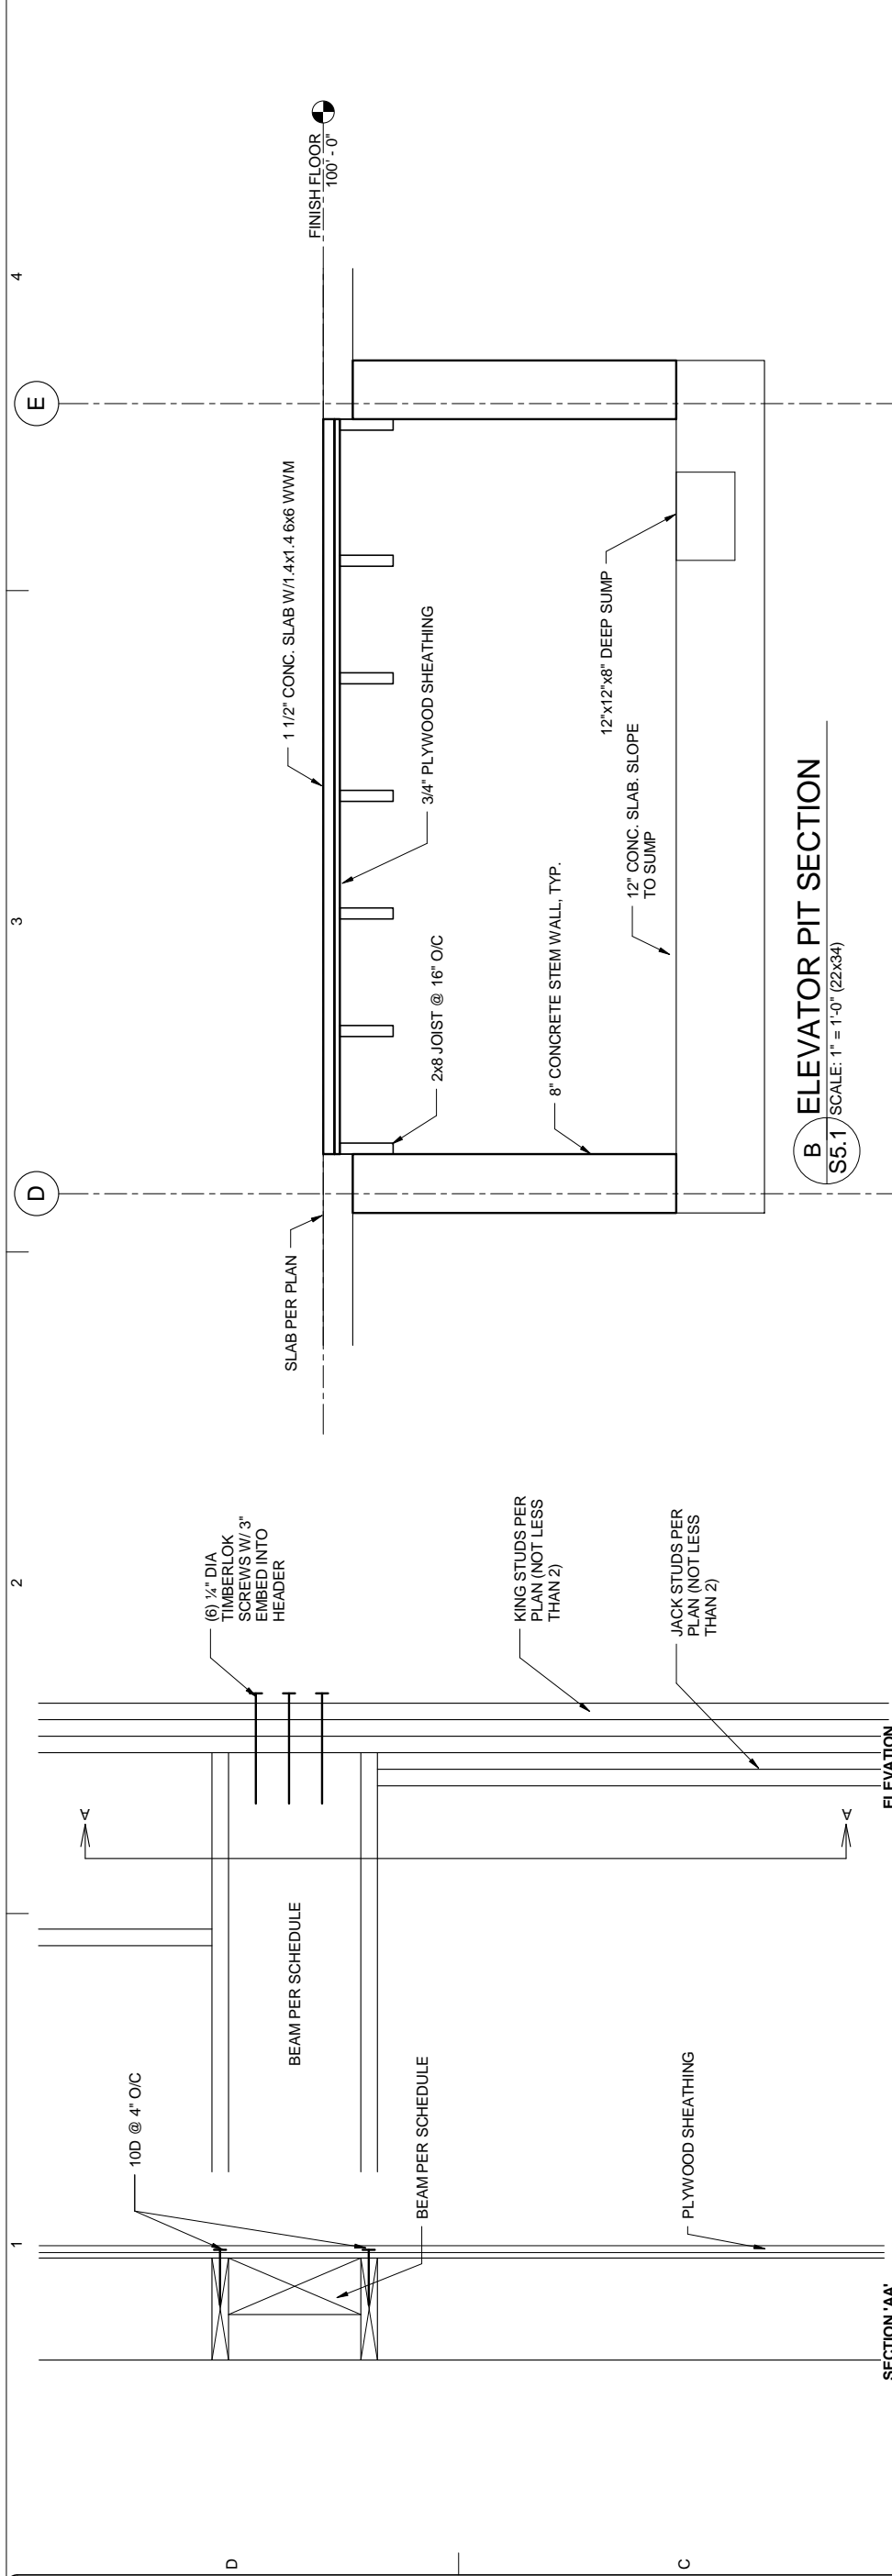 1
2
3
4
D
C
10D @ 4" O/C
BEAM PER SCHEDULE
PLYWOOD SHEATHING
SECTION 'AA'
BEAM PER SCHEDULE
A
A
(6) ¼" DIA
TIMBERLOK
SCREWS W/ 3"
EMBED INTO
HEADER
KING STUDS PER
PLAN (NOT LESS
THAN 2)
JACK STUDS PER
PLAN (NOT LESS
THAN 2)
ELEVATION
D
E
SLAB PER PLAN
1 1/2" CONC. SLAB W/1.4x1.4 6x6 WWM
FINISH FLOOR
100' - 0"
3/4" PLYWOOD SHEATHING
2x8 JOIST @ 16" O/C
8" CONCRETE STEM WALL, TYP.
12"x12"x8" DEEP SUMP
12" CONC. SLAB. SLOPE
TO SUMP
B
S5.1
ELEVATOR PIT SECTION
SCALE: 1" = 1'-0" (22x34)